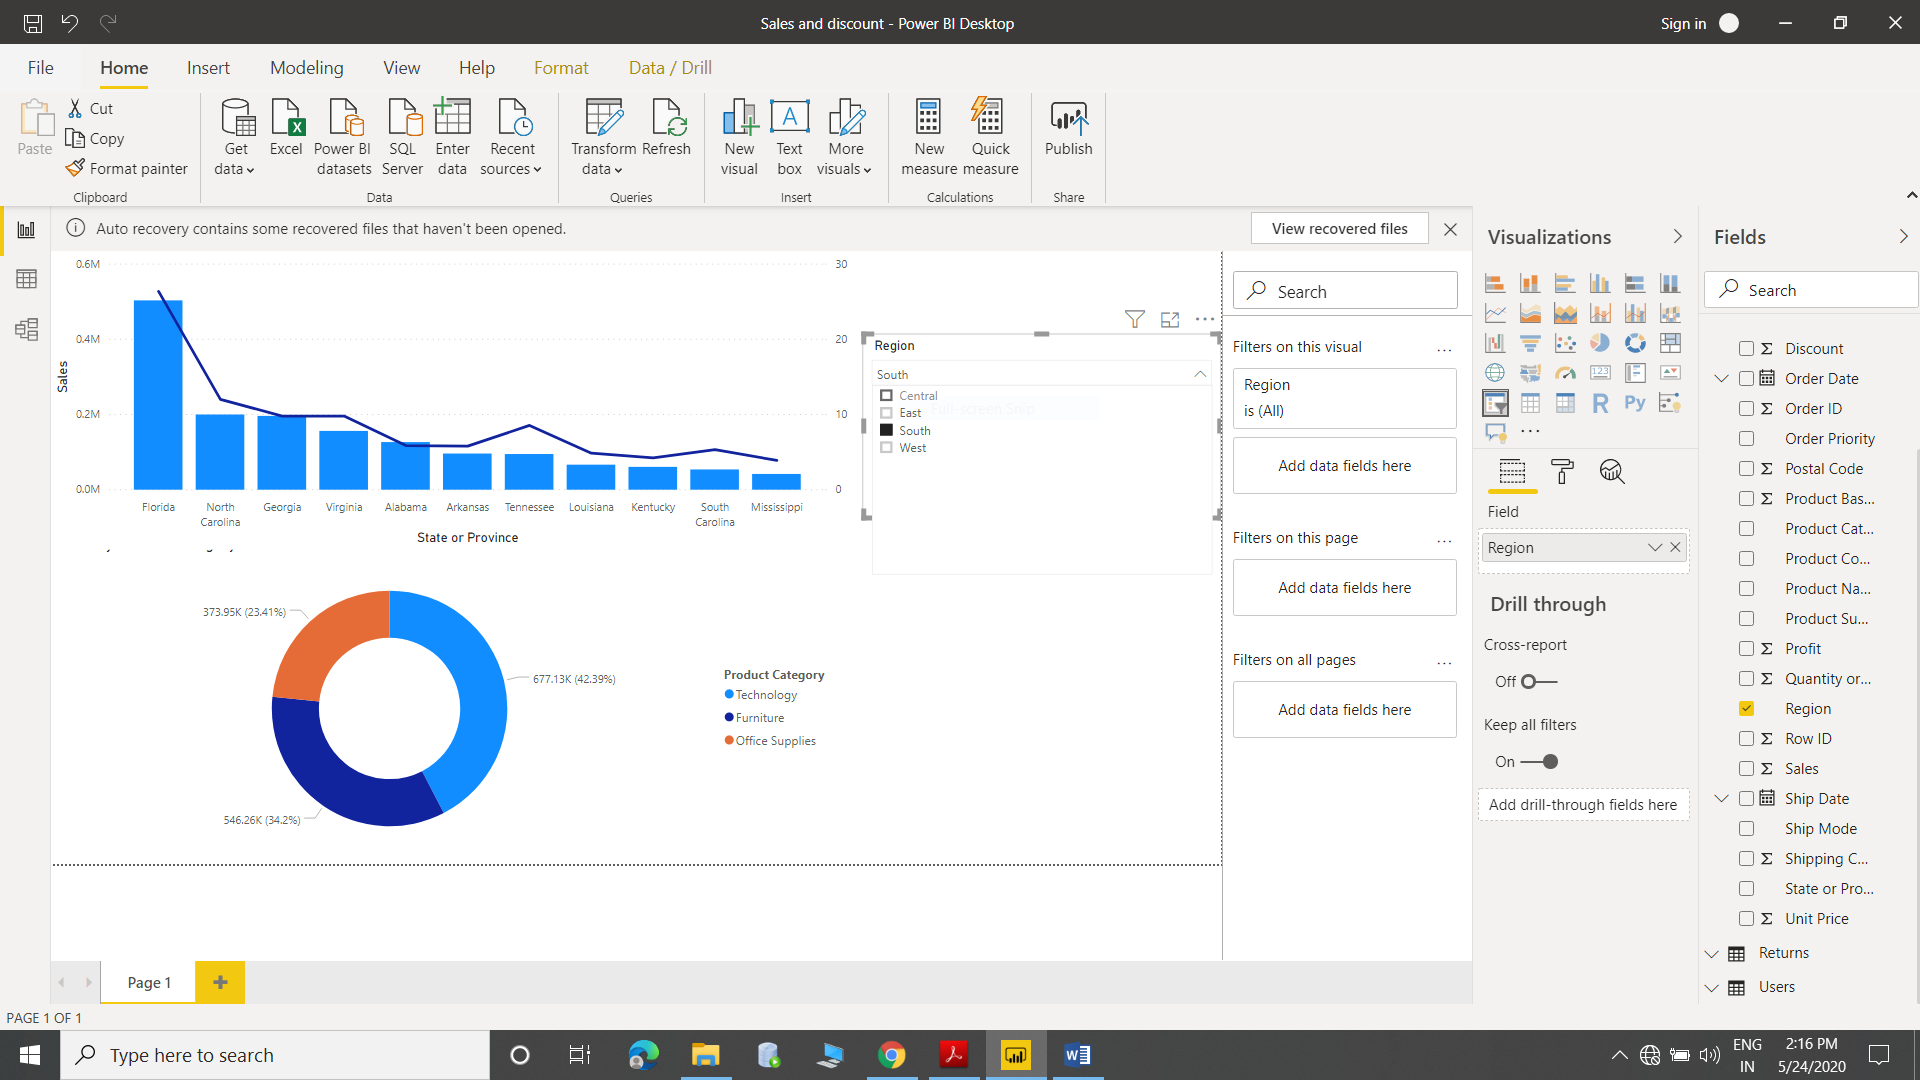 Sales and discount - Power BI Desktop
Sign in
File Home Insert Modeling View Help Format Data / Drill
Paste
Cut
Copy
Format painter
Clipboard
Get data
Excel
Power BI datasets
SQL Server
Enter data
Recent sources
Data
Transform data
Refresh
Queries
New visual
Text box
More visuals
Insert
New measure
Quick measure
Calculations
Publish
Share
Auto recovery contains some recovered files that haven't been opened.
View recovered files
0.6M
0.4M
0.2M
0.0M
Sales
30
20
10
0
Florida
North Carolina
Georgia
Virginia
Alabama
Arkansas
Tennessee
Louisiana
Kentucky
South Carolina
Mississippi
State or Province
Region
South
Central
East
Full-screen Snip
South
West
373.95K (23.41%)
677.13K (42.39%)
546.26K (34.2%)
Product Category
Technology
Furniture
Office Supplies
Search
Filters on this visual
...
Region
is (All)
Add data fields here
Filters on this page
...
Add data fields here
Filters on all pages
...
Add data fields here
Visualizations
123
R
Py
...
Field
Region
Drill through
Cross-report
Off
Keep all filters
On
Add drill-through fields here
Fields
Search
Σ Discount
Order Date
Σ Order ID
Order Priority
Σ Postal Code
Σ Product Bas...
Product Cat...
Product Co...
Product Na...
Product Su...
Σ Profit
Σ Quantity or...
Region
Σ Row ID
Σ Sales
Ship Date
Ship Mode
Σ Shipping C...
State or Pro...
Σ Unit Price
Returns
Users
Page 1
+
PAGE 1 OF 1
Type here to search
ENG
IN
2:16 PM
5/24/2020